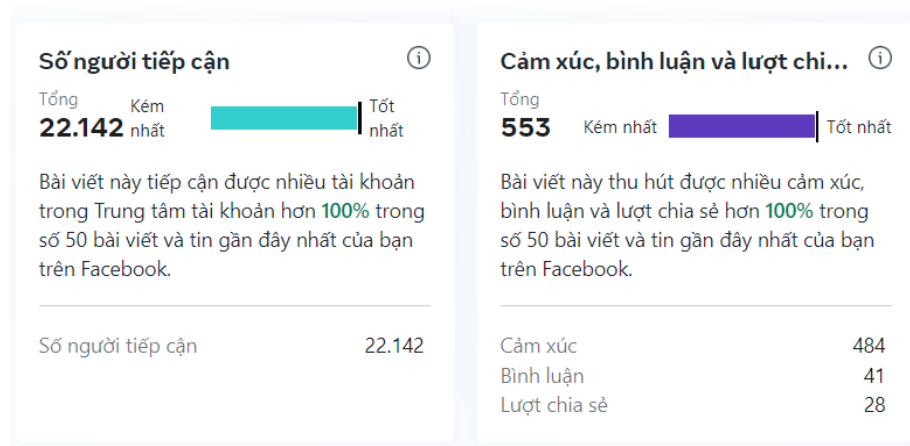 Số người tiếp cận
Tổng
22.142
Kém nhất
Tốt nhất
Bài viết này tiếp cận được nhiều tài khoản
trong Trung tâm tài khoản hơn 100% trong
số 50 bài viết và tin gần đây nhất của bạn
trên Facebook.
Số người tiếp cận 22.142
Cảm xúc, bình luận và lượt chi...
Tổng
553
Kém nhất
Tốt nhất
Bài viết này thu hút được nhiều cảm xúc,
bình luận và lượt chia sẻ hơn 100% trong
số 50 bài viết và tin gần đây nhất của bạn
trên Facebook.
Cảm xúc 484
Bình luận 41
Lượt chia sẻ 28